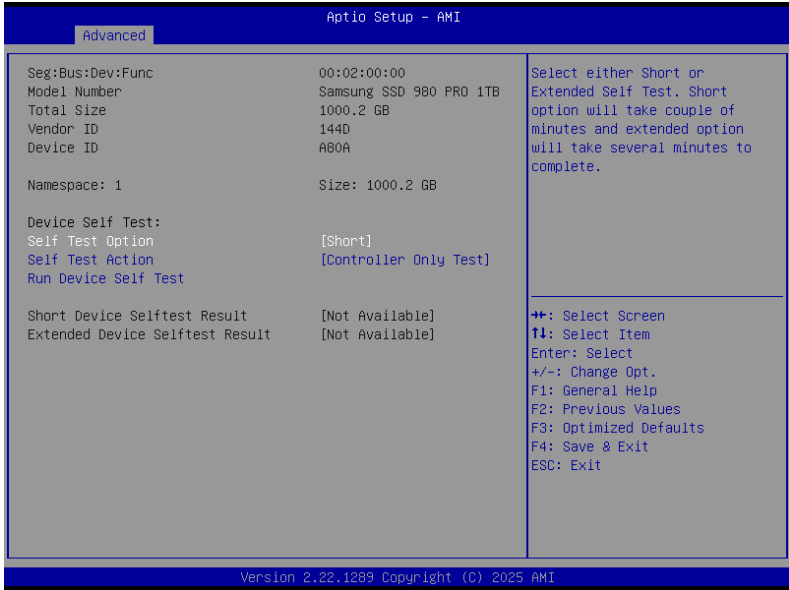 Aptio Setup – AMI
Advanced
Seg:Bus:Dev:Func 00:02:00:00
Model Number Samsung SSD 980 PRO 1TB
Total Size 1000.2 GB
Vendor ID 144D
Device ID A80A
Namespace: 1 Size: 1000.2 GB
Device Self Test:
Self Test Option [Short]
Self Test Action [Controller Only Test]
Run Device Self Test
Short Device Selftest Result [Not Available]
Extended Device Selftest Result [Not Available]
Select either Short or
Extended Self Test. Short
option will take couple of
minutes and extended option
will take several minutes to
complete.
→←: Select Screen
↑↓: Select Item
Enter: Select
+/-: Change Opt.
F1: General Help
F2: Previous Values
F3: Optimized Defaults
F4: Save & Exit
ESC: Exit
Version 2.22.1289 Copyright (C) 2025 AMI